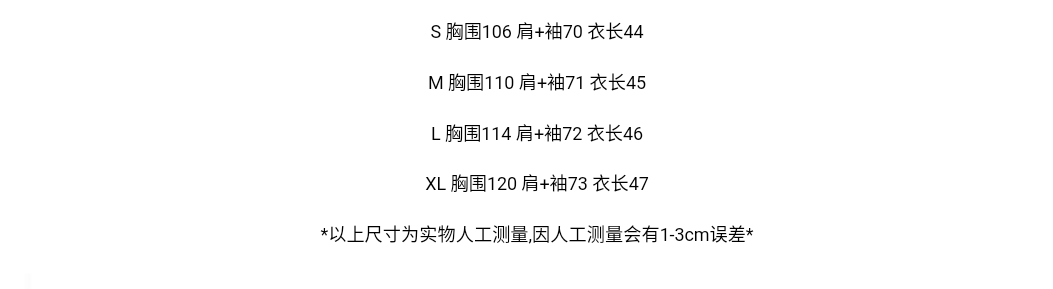 S 胸围106 肩+袖70 衣长44
M 胸围110 肩+袖71 衣长45
L 胸围114 肩+袖72 衣长46
XL 胸围120 肩+袖73 衣长47
*以上尺寸为实物人工测量,因人工测量会有1-3cm误差*